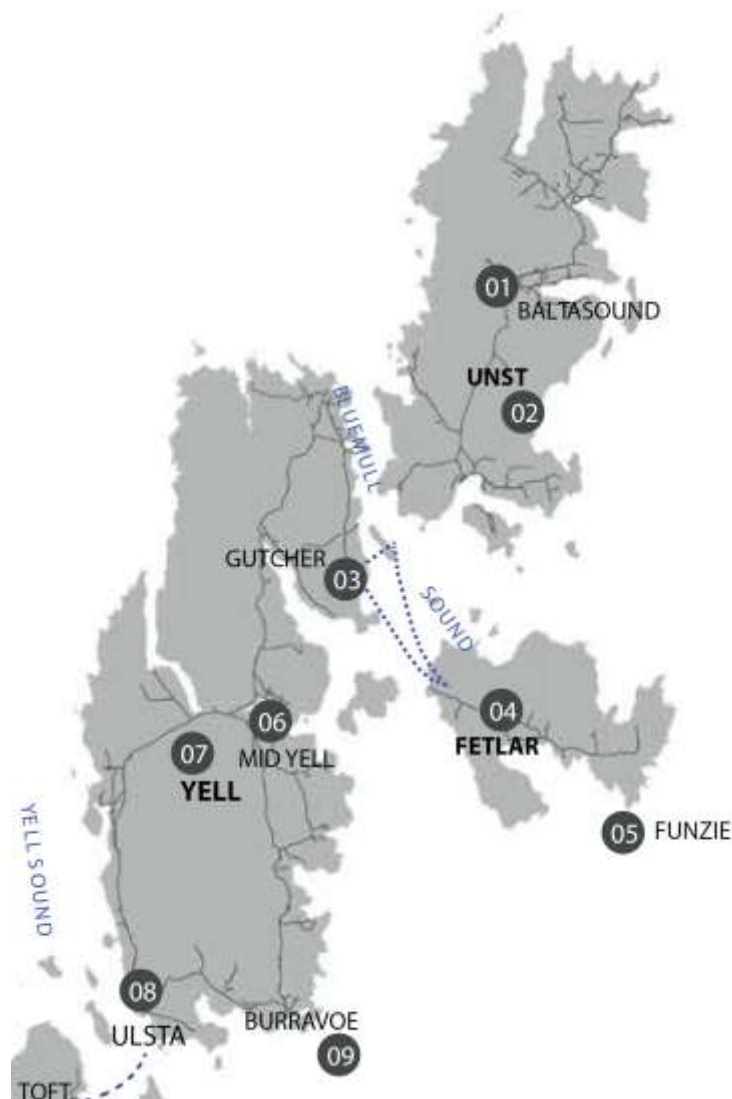 01
BALTASOUND
UNST
02
BLUEMULL
GUTCHER
03
SOUND
04
FETLAR
06
MID YELL
07
YELL
05 FUNZIE
YELL SOUND
08
ULSTA
BURRAVOE
09
TOFT